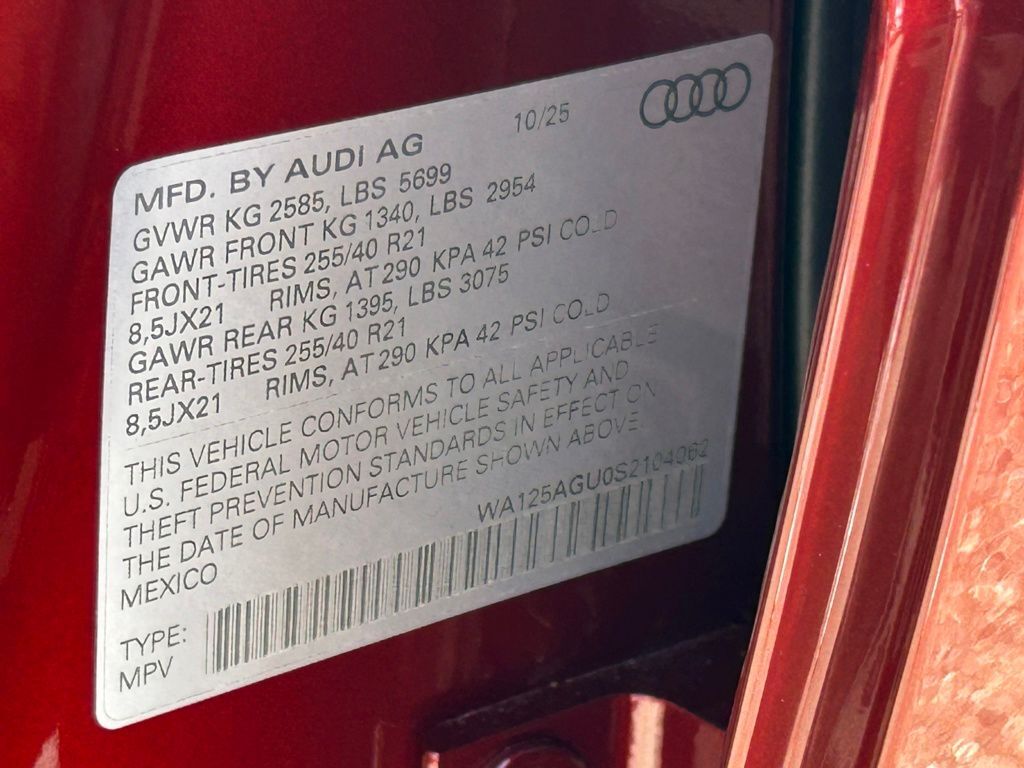 10/25
MFD. BY AUDI AG
GVWR KG 2585, LBS 5699
GAWR FRONT KG 1340, LBS 2954
FRONT-TIRES 255/40 R21
8,5JX21 RIMS, AT 290 KPA 42 PSI COLD
GAWR REAR KG 1395, LBS 3075
REAR-TIRES 255/40 R21
8,5JX21 RIMS, AT 290 KPA 42 PSI COLD
THIS VEHICLE CONFORMS TO ALL APPLICABLE
U.S. FEDERAL MOTOR VEHICLE SAFETY AND
THEFT PREVENTION STANDARDS IN EFFECT ON
THE DATE OF MANUFACTURE SHOWN ABOVE.
MEXICO
WA125AGU0S2104962
TYPE:
MPV